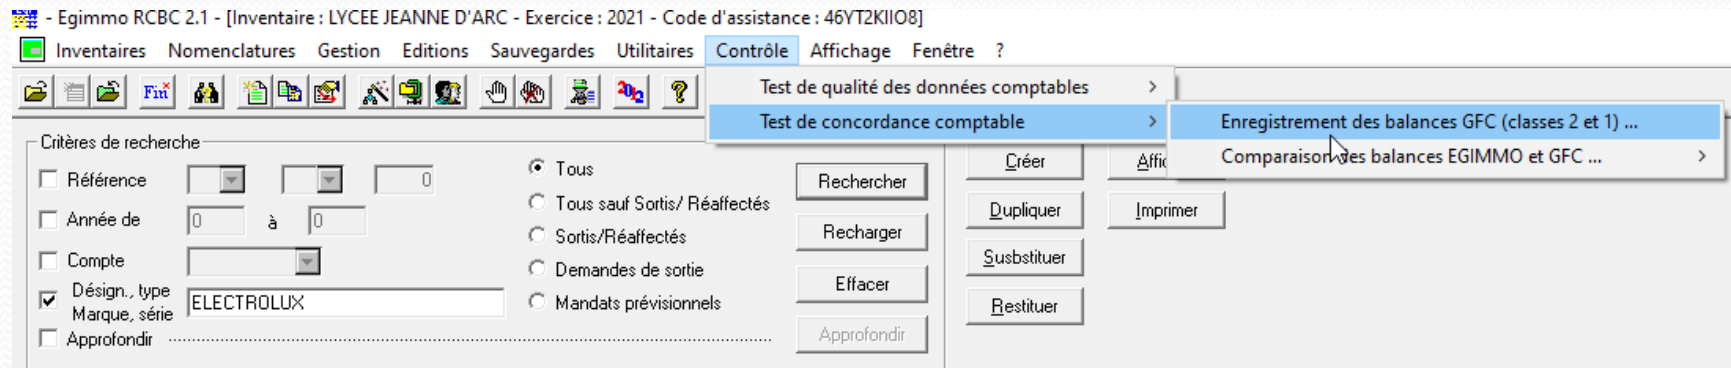 - Egimmo RCBC 2.1 - [Inventaire : LYCEE JEANNE D'ARC - Exercice : 2021 - Code d'assistance : 46YT2KIIO8]
Inventaires Nomenclatures Gestion Editions Sauvegardes Utilitaires Contrôle Affichage Fenêtre ?
Fin
Test de qualité des données comptables
Test de concordance comptable
Enregistrement des balances GFC (classes 2 et 1) ...
Comparaison des balances EGIMMO et GFC ...
Critères de recherche
Référence 0
Année de 0 à 0
Compte
Désign., type
Marque, série
ELECTROLUX
Approfondir
Tous
Tous sauf Sortis/ Réaffectés
Sortis/Réaffectés
Demandes de sortie
Mandats prévisionnels
Rechercher
Recharger
Effacer
Approfondir
Créer
Dupliquer
Susbstituer
Restituer
Affic
Imprimer